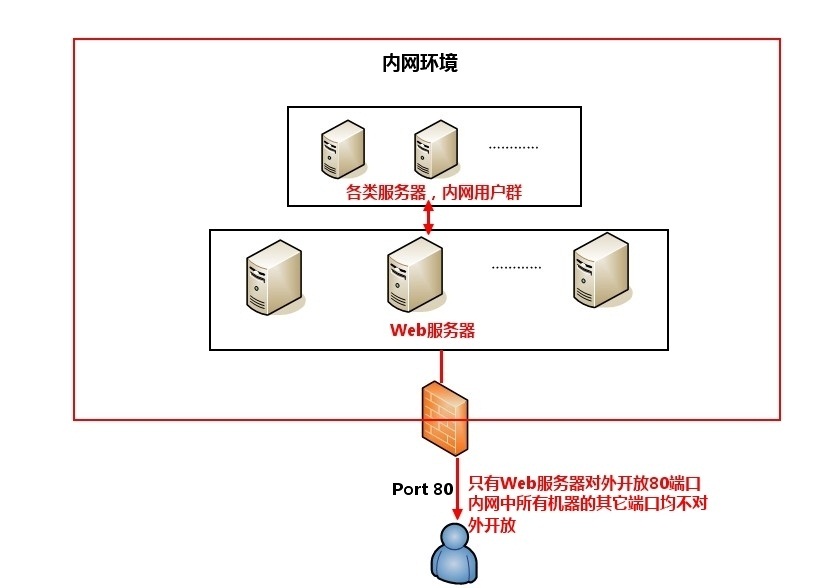 内网环境
…………
各类服务器，内网用户群
…………
Web服务器
Port 80
只有Web服务器对外开放80端口
内网中所有机器的其它端口均不对
外开放